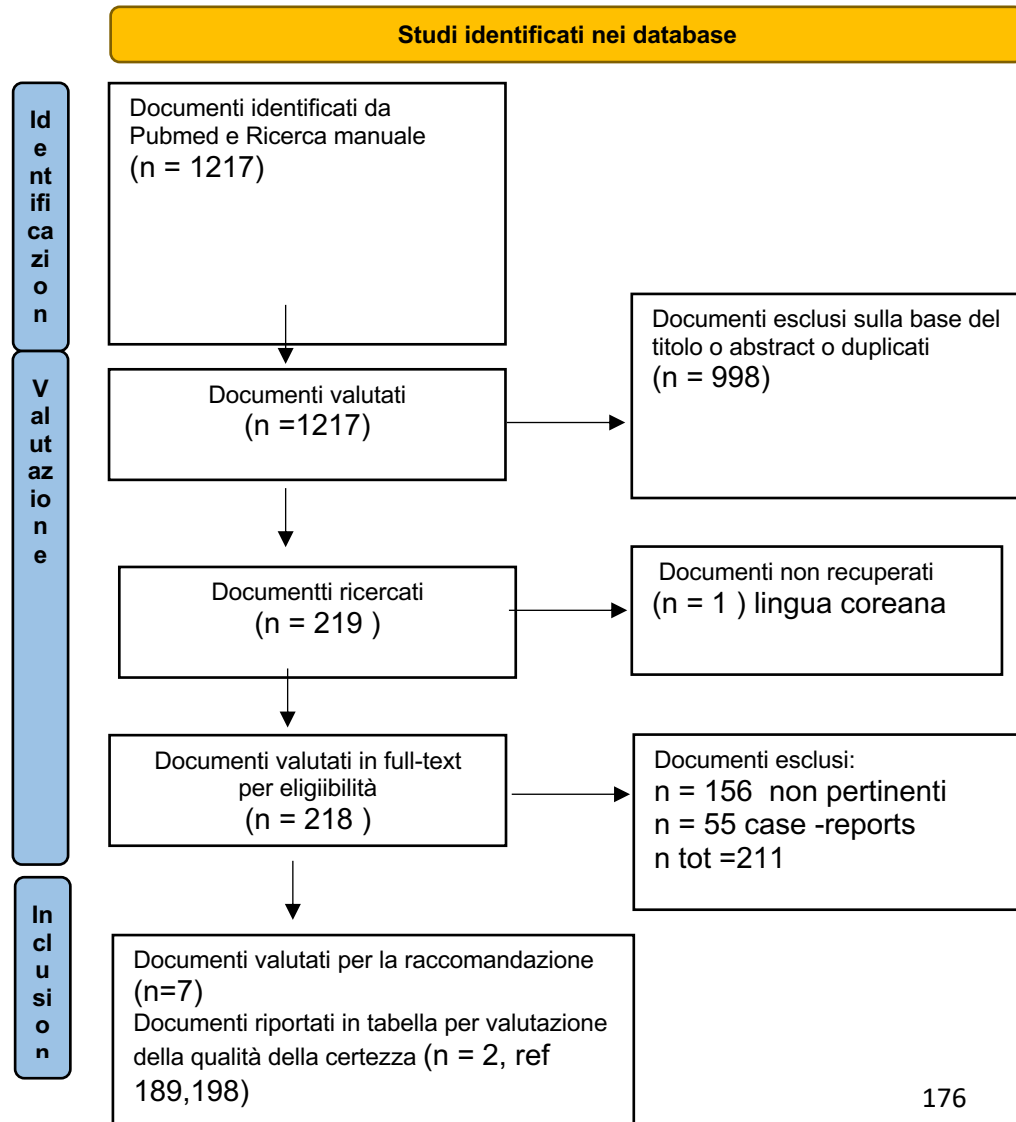 Studi identificati nei database
Id
e
nt
ifi
ca
zi
o
n
Documenti identificati da
Pubmed e Ricerca manuale
(n = 1217)
V
al
ut
az
io
n
e
Documenti valutati
(n =1217)
Documenti esclusi sulla base del
titolo o abstract o duplicati
(n = 998)
Documentti ricercati
(n = 219 )
Documenti non recuperati
(n = 1 ) lingua coreana
Documenti valutati in full-text
per eligiibilità
(n = 218 )
Documenti esclusi:
n = 156 non pertinenti
n = 55 case -reports
n tot =211
In
cl
u
si
o
n
Documenti valutati per la raccomandazione
(n=7)
Documenti riportati in tabella per valutazione
della qualità della certezza (n = 2, ref
189,198)
176